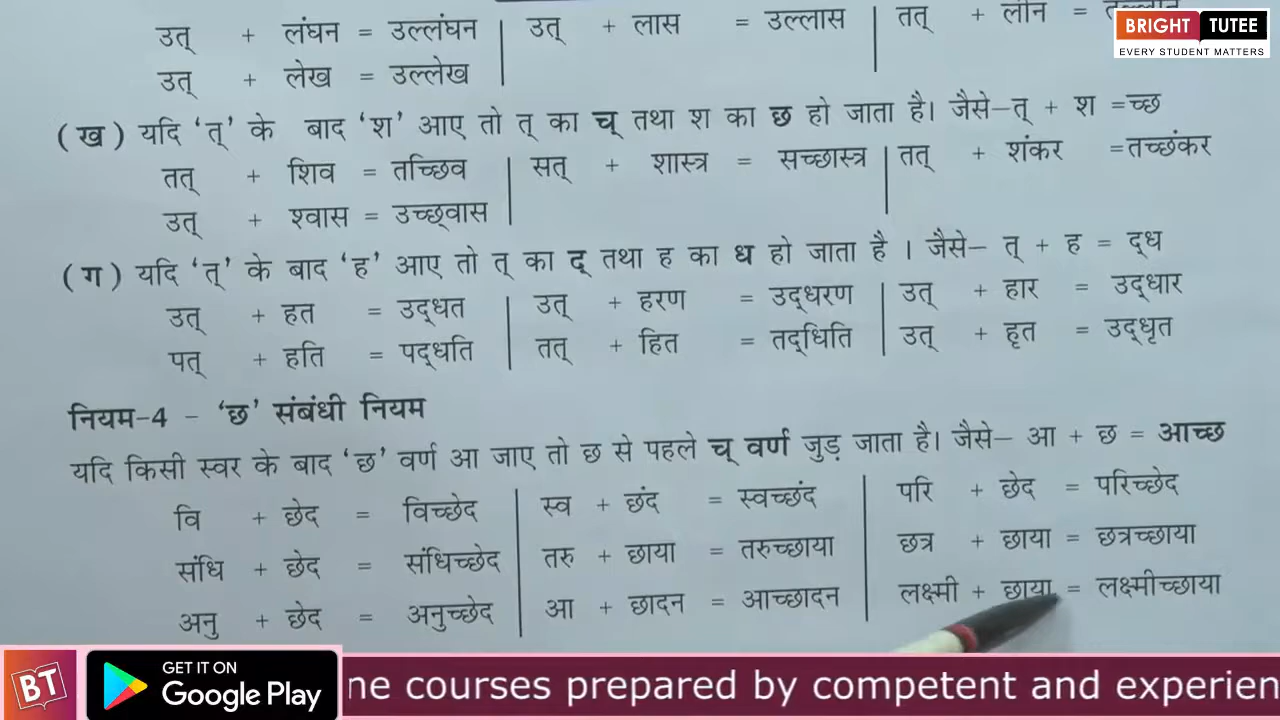 उत् + लंघन = उल्लंघन | उत् + लास = उल्लास | तत् + लीन =
उत् + लेख = उल्लेख
BRIGHT TUTEE
EVERY STUDENT MATTERS
(ख) यदि ‘त्’ के बाद ‘श’ आए तो त् का च् तथा श का छ हो जाता है। जैसे– त् + श =च्छ
तत् + शिव = तच्छिव | सत् + शास्त्र = सच्छास्त्र | तत् + शंकर =तच्छंकर
उत् + श्वास = उच्छ्वास
(ग) यदि ‘त्’ के बाद ‘ह’ आए तो त् का द् तथा ह का ध हो जाता है । जैसे– त् + ह = द्ध
उत् + हत = उद्धत | उत् + हरण = उद्धरण | उत् + हार = उद्धार
पत् + हति = पद्धति | तत् + हित = तद्धिति | उत् + हृत = उद्धृत
नियम-4 – ‘छ’ संबंधी नियम
यदि किसी स्वर के बाद ‘छ’ वर्ण आ जाए तो छ से पहले च् वर्ण जुड़ जाता है। जैसे– आ + छ = आच्छ
वि + छेद = विच्छेद | स्व + छंद = स्वच्छंद | परि + छेद = परिच्छेद
संधि + छेद = संधिच्छेद | तरु + छाया = तरुच्छाया | छत्र + छाया = छत्रच्छाया
अनु + छेद = अनुच्छेद | आ + छादन = आच्छादन | लक्ष्मी + छाया = लक्ष्मीच्छाया
BT
GET IT ON
Google Play
ne courses prepared by competent and experien